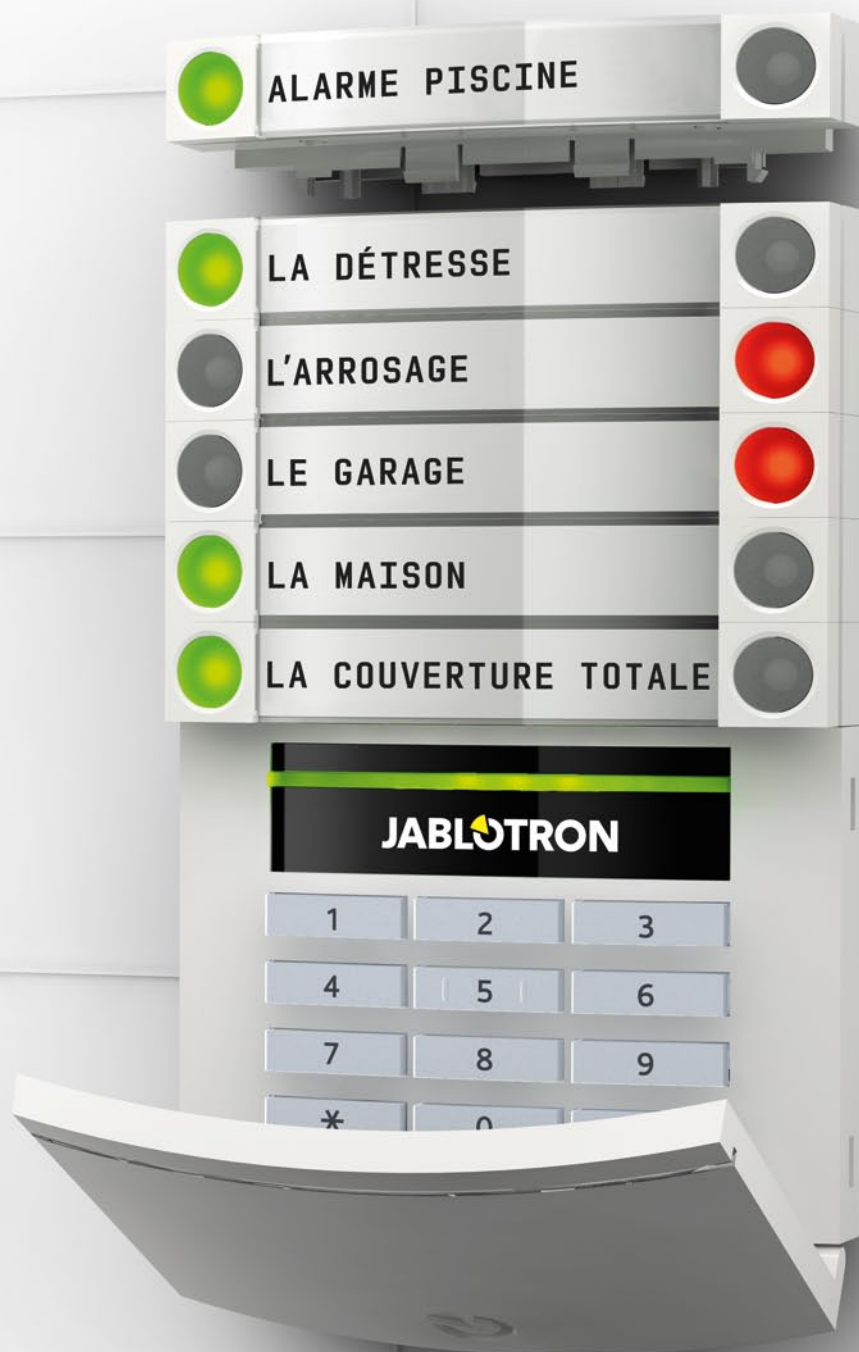 ALARME PISCINE
LA DÉTRESSE
L'ARROSAGE
LE GARAGE
LA MAISON
LA COUVERTURE TOTALE
JABLOTRON
1 2 3
4 5 6
7 8 9
* 0